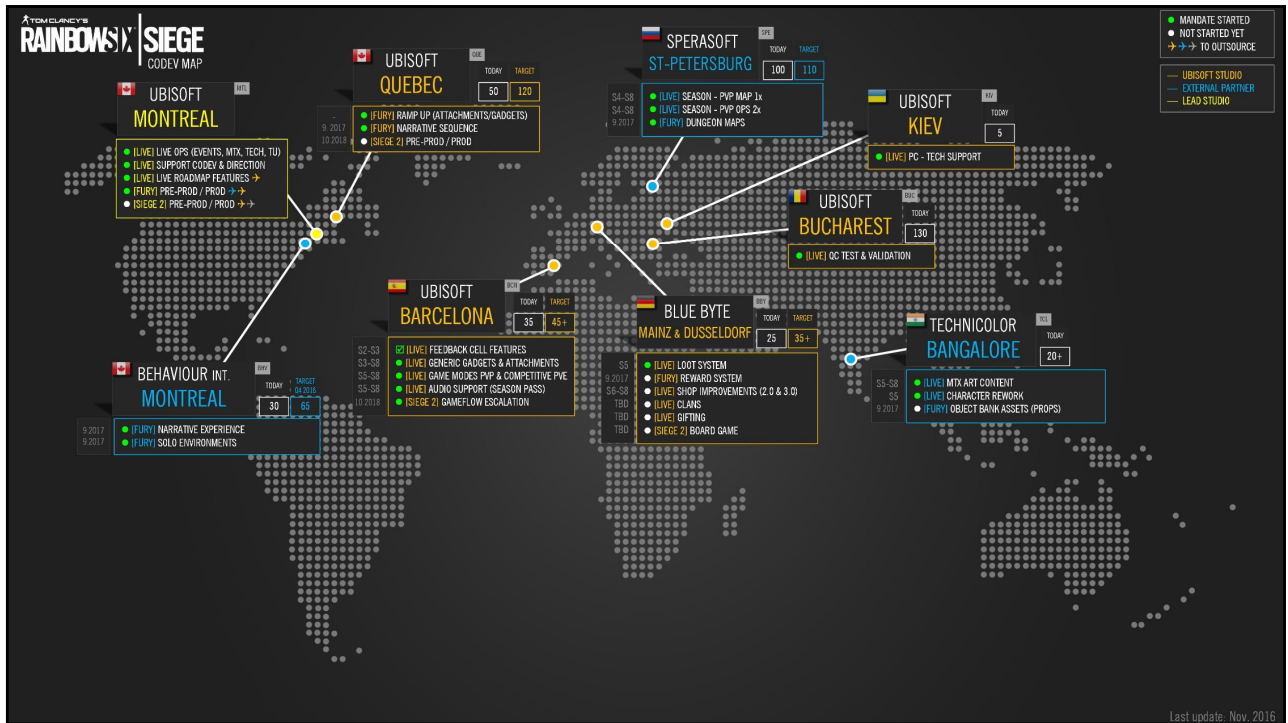 TOM CLANCY'S
RAINBOW SIX | SIEGE
CODEV MAP
MANDATE STARTED
NOT STARTED YET
TO OUTSOURCE
UBISOFT STUDIO
EXTERNAL PARTNER
LEAD STUDIO
UBISOFT
MONTREAL
MTL
[LIVE] LIVE OPS (EVENTS, MTX, TECH, TU)
[LIVE] SUPPORT CODEV & DIRECTION
[LIVE] LIVE ROADMAP FEATURES
[FURY] PRE-PROD / PROD
[SIEGE 2] PRE-PROD / PROD
UBISOFT
QUEBEC
QUE
TODAY TARGET
50 120
- [FURY] RAMP UP (ATTACHMENTS/GADGETS)
9.2017 [FURY] NARRATIVE SEQUENCE
10.2018 [SIEGE 2] PRE-PROD / PROD
SPERASOFT
ST-PETERSBURG
SPE
TODAY TARGET
100 110
S4-S8 [LIVE] SEASON - PVP MAP 1x
S4-S8 [LIVE] SEASON - PVP OPS 2x
9.2017 [FURY] DUNGEON MAPS
UBISOFT
KIEV
KIV
TODAY
5
[LIVE] PC - TECH SUPPORT
UBISOFT
BUCHAREST
BUC
TODAY
130
[LIVE] QC TEST & VALIDATION
UBISOFT
BARCELONA
BCN
TODAY TARGET
35 45+
S2-S3 [LIVE] FEEDBACK CELL FEATURES
S3-S8 [LIVE] GENERIC GADGETS & ATTACHMENTS
S5-S8 [LIVE] GAME MODES PVP & COMPETITIVE PVE
S5-S8 [LIVE] AUDIO SUPPORT (SEASON PASS)
10.2018 [SIEGE 2] GAMEFLOW ESCALATION
BLUE BYTE
MAINZ & DUSSELDORF
BBY
TODAY TARGET
25 35+
S5 [LIVE] LOOT SYSTEM
9.2017 [FURY] REWARD SYSTEM
S6-S8 [LIVE] SHOP IMPROVEMENTS (2.0 & 3.0)
TBD [LIVE] CLANS
TBD [LIVE] GIFTING
TBD [SIEGE 2] BOARD GAME
TECHNICOLOR
BANGALORE
TCL
TODAY
20+
S5-S8 [LIVE] MTX ART CONTENT
S5 [LIVE] CHARACTER REWORK
9.2017 [FURY] OBJECT BANK ASSETS (PROPS)
BEHAVIOUR INT.
MONTREAL
BHV
TODAY TARGET
Q4 2016
30 65
9.2017 [FURY] NARRATIVE EXPERIENCE
9.2017 [FURY] SOLO ENVIRONMENTS
Last update: Nov. 2016